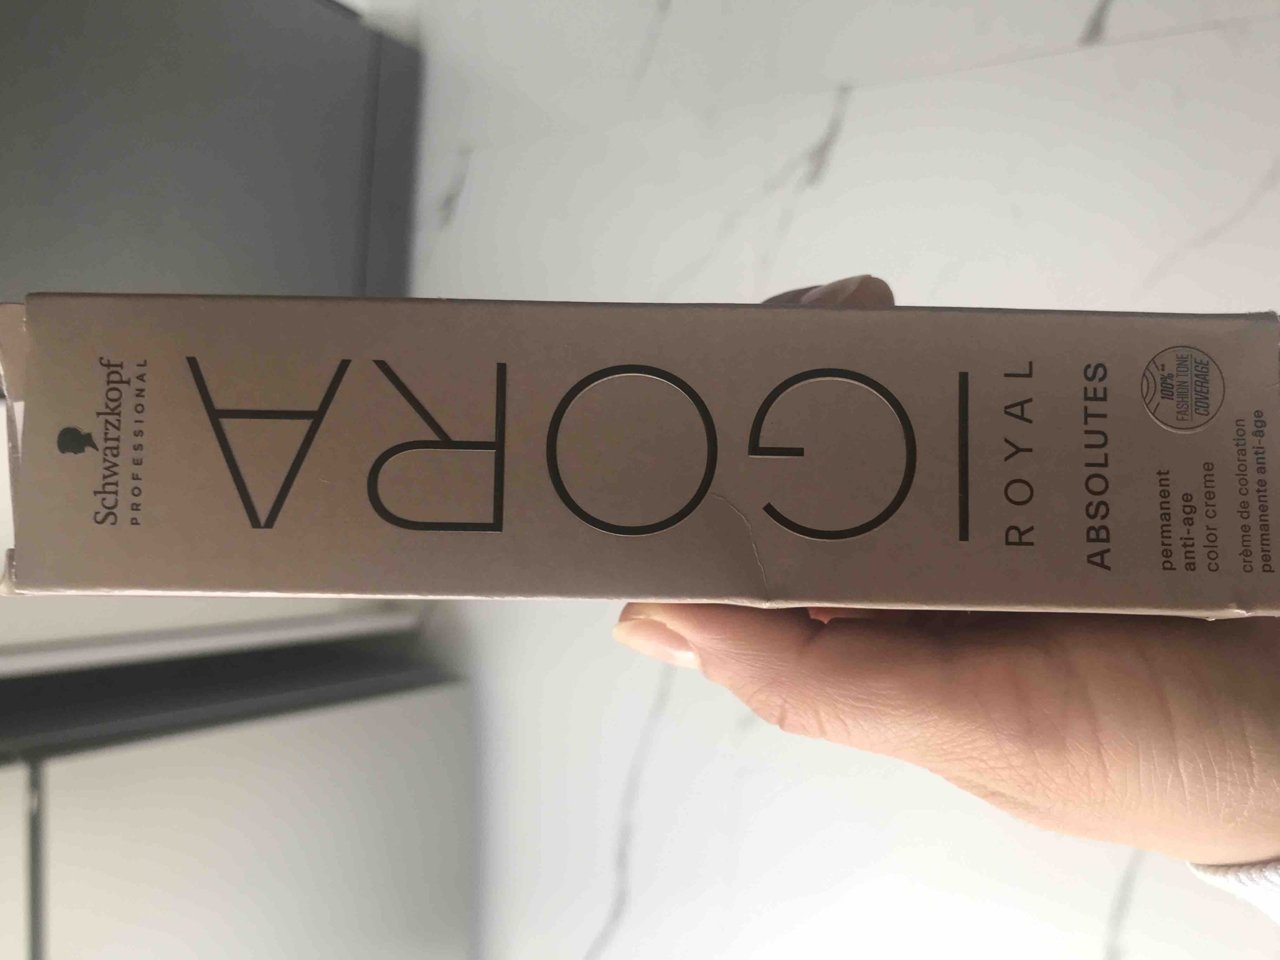 Schwarzkopf
PROFESSIONAL
IGORA
ROYAL
ABSOLUTES
100%**
FASHION TONE
COVERAGE
permanent
anti-age
color creme
crème de coloration
permanente anti-âge